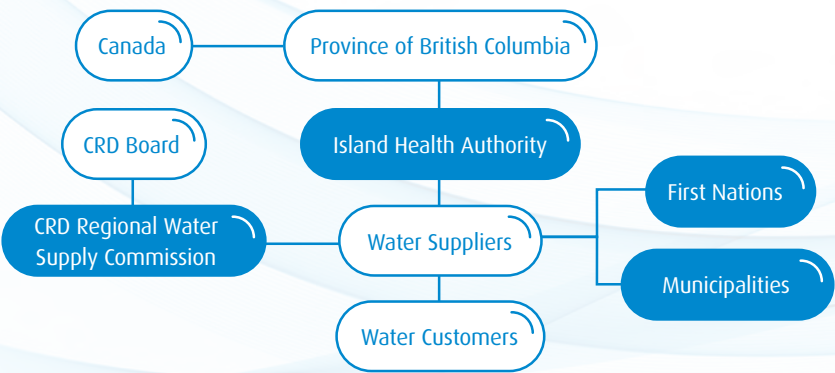 Canada
Province of British Columbia
CRD Board
Island Health Authority
First Nations
CRD Regional Water
Supply Commission
Water Suppliers
Municipalities
Water Customers